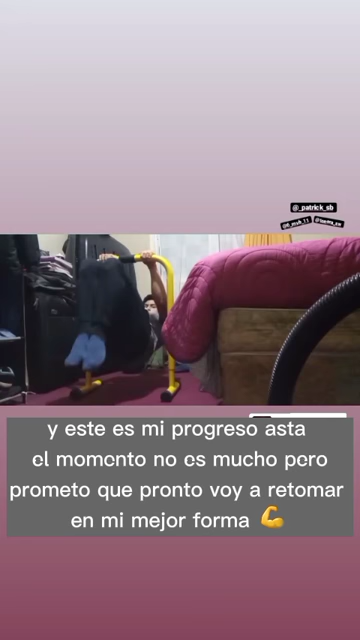 @_patrick_sb
y este es mi progreso asta
el momento no es mucho pero
prometo que pronto voy a retomar
en mi mejor forma 💪